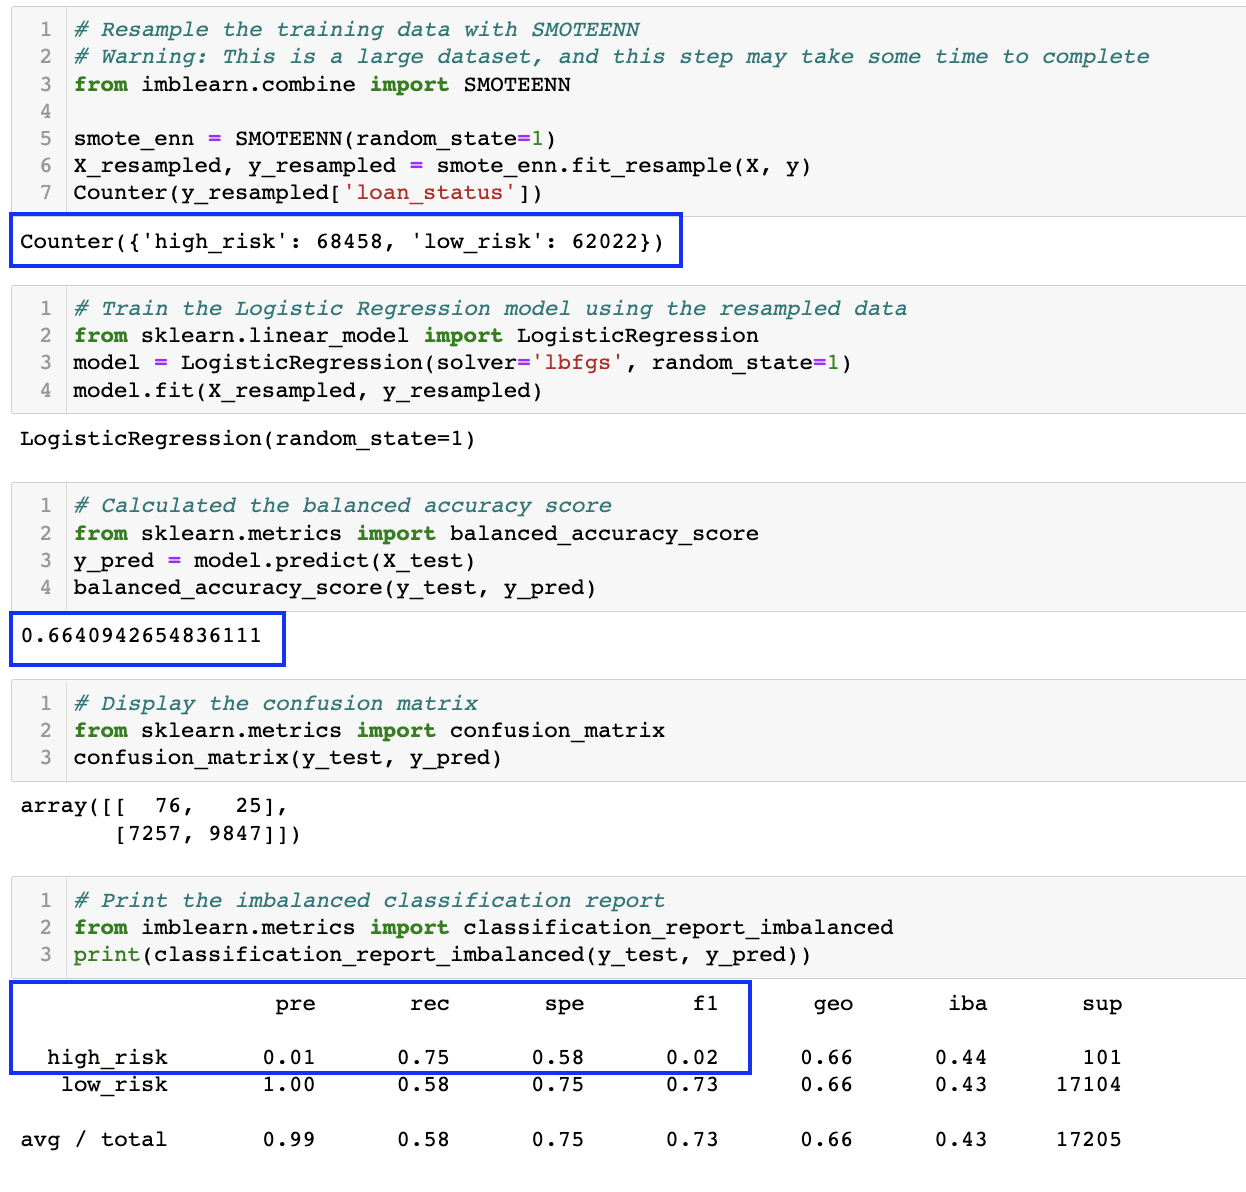 1 # Resample the training data with SMOTEENN
2 # Warning: This is a large dataset, and this step may take some time to complete
3 from imblearn.combine import SMOTEENN
4
5 smote_enn = SMOTEENN(random_state=1)
6 X_resampled, y_resampled = smote_enn.fit_resample(X, y)
7 Counter(y_resampled['loan_status'])
Counter({'high_risk': 68458, 'low_risk': 62022})
1 # Train the Logistic Regression model using the resampled data
2 from sklearn.linear_model import LogisticRegression
3 model = LogisticRegression(solver='lbfgs', random_state=1)
4 model.fit(X_resampled, y_resampled)
LogisticRegression(random_state=1)
1 # Calculated the balanced accuracy score
2 from sklearn.metrics import balanced_accuracy_score
3 y_pred = model.predict(X_test)
4 balanced_accuracy_score(y_test, y_pred)
0.6640942654836111
1 # Display the confusion matrix
2 from sklearn.metrics import confusion_matrix
3 confusion_matrix(y_test, y_pred)
array([[  76,   25],
       [7257, 9847]])
1 # Print the imbalanced classification report
2 from imblearn.metrics import classification_report_imbalanced
3 print(classification_report_imbalanced(y_test, y_pred))
pre rec spe f1 geo iba sup
high_risk 0.01 0.75 0.58 0.02 0.66 0.44 101
low_risk 1.00 0.58 0.75 0.73 0.66 0.43 17104
avg / total 0.99 0.58 0.75 0.73 0.66 0.43 17205